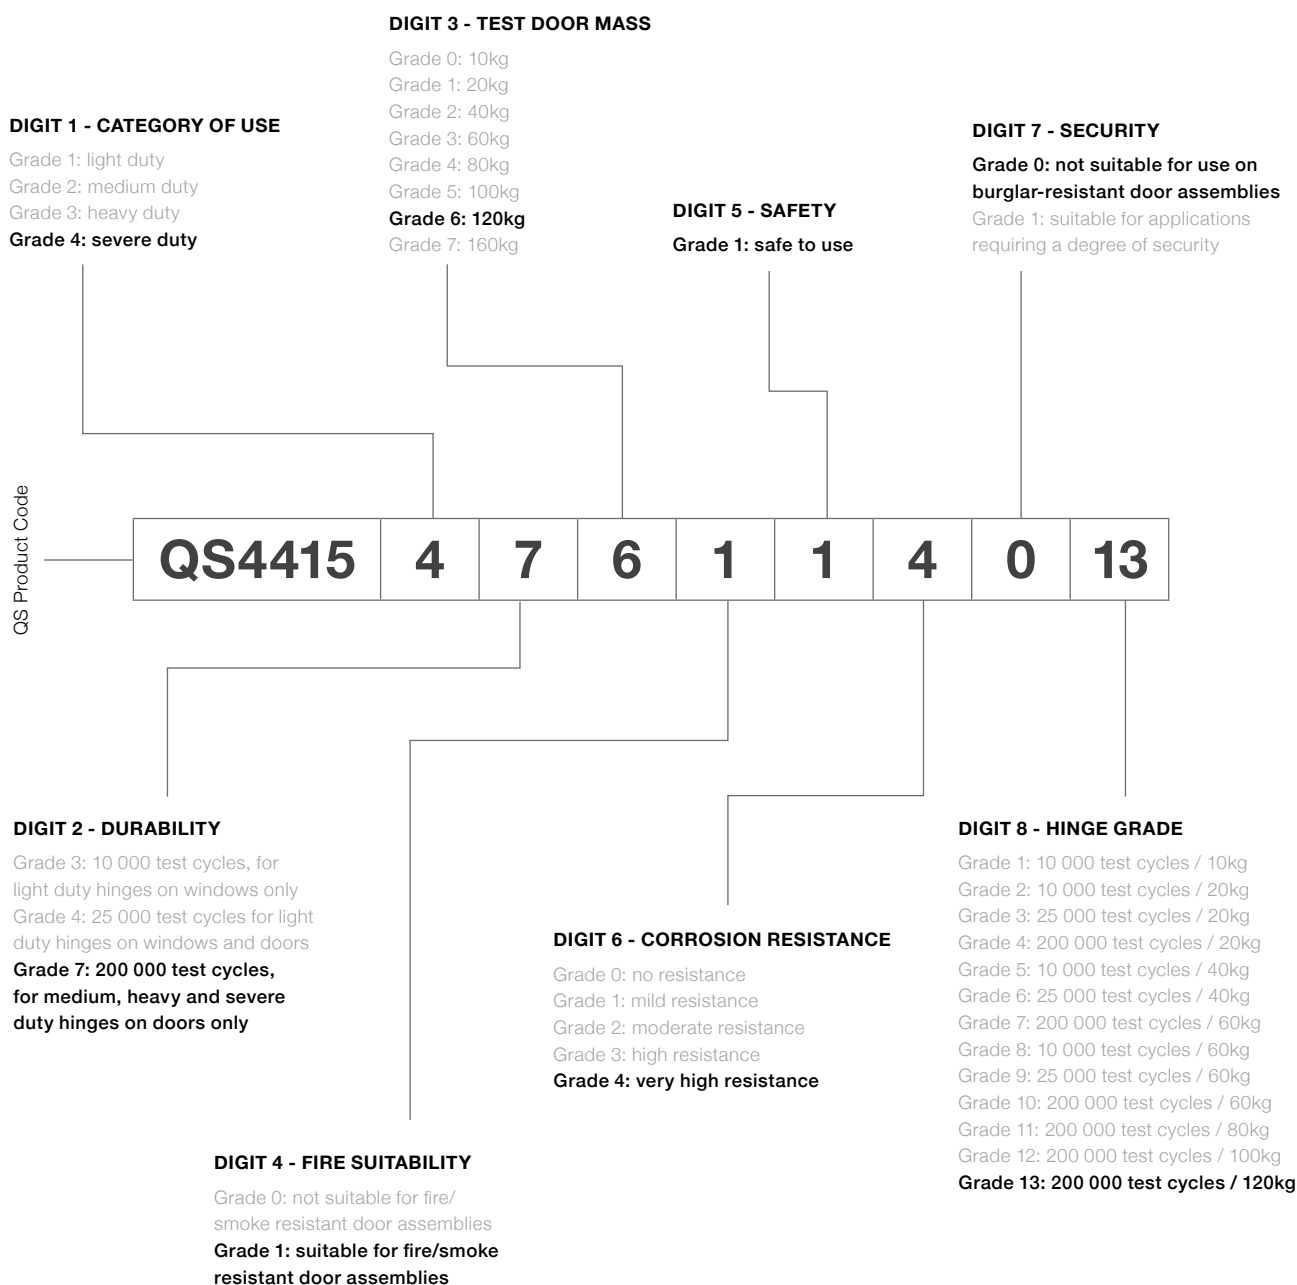 DIGIT 3 - TEST DOOR MASS
Grade 0: 10kg
Grade 1: 20kg
Grade 2: 40kg
Grade 3: 60kg
Grade 4: 80kg
Grade 5: 100kg
Grade 6: 120kg
Grade 7: 160kg
DIGIT 1 - CATEGORY OF USE
Grade 1: light duty
Grade 2: medium duty
Grade 3: heavy duty
Grade 4: severe duty
DIGIT 5 - SAFETY
Grade 1: safe to use
DIGIT 7 - SECURITY
Grade 0: not suitable for use on
burglar-resistant door assemblies
Grade 1: suitable for applications
requiring a degree of security
QS Product Code
QS4415 4 7 6 1 1 4 0 13
DIGIT 2 - DURABILITY
Grade 3: 10 000 test cycles, for
light duty hinges on windows only
Grade 4: 25 000 test cycles for light
duty hinges on windows and doors
Grade 7: 200 000 test cycles,
for medium, heavy and severe
duty hinges on doors only
DIGIT 4 - FIRE SUITABILITY
Grade 0: not suitable for fire/
smoke resistant door assemblies
Grade 1: suitable for fire/smoke
resistant door assemblies
DIGIT 6 - CORROSION RESISTANCE
Grade 0: no resistance
Grade 1: mild resistance
Grade 2: moderate resistance
Grade 3: high resistance
Grade 4: very high resistance
DIGIT 8 - HINGE GRADE
Grade 1: 10 000 test cycles / 10kg
Grade 2: 10 000 test cycles / 20kg
Grade 3: 25 000 test cycles / 20kg
Grade 4: 200 000 test cycles / 20kg
Grade 5: 10 000 test cycles / 40kg
Grade 6: 25 000 test cycles / 40kg
Grade 7: 200 000 test cycles / 60kg
Grade 8: 10 000 test cycles / 60kg
Grade 9: 25 000 test cycles / 60kg
Grade 10: 200 000 test cycles / 60kg
Grade 11: 200 000 test cycles / 80kg
Grade 12: 200 000 test cycles / 100kg
Grade 13: 200 000 test cycles / 120kg